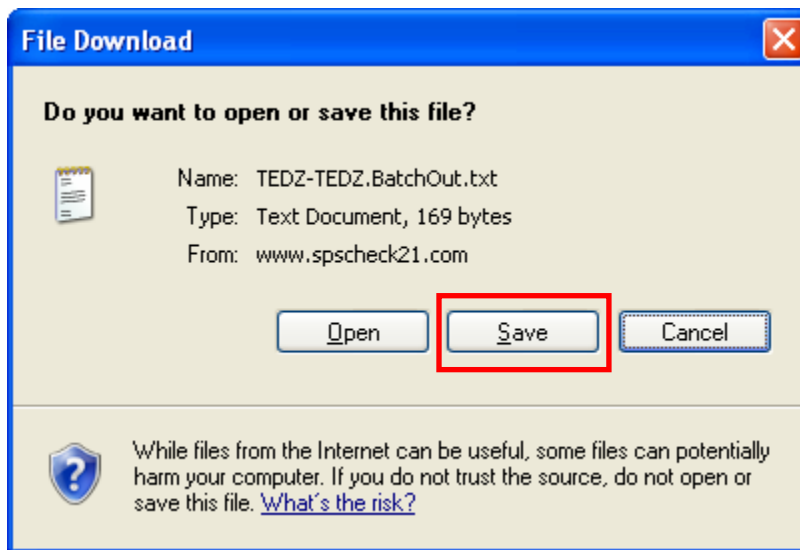 File Download
Do you want to open or save this file?
Name: TEDZ-TEDZ.BatchOut.txt
Type: Text Document, 169 bytes
From: www.spscheck21.com
Open Save Cancel
While files from the Internet can be useful, some files can potentially
harm your computer. If you do not trust the source, do not open or
save this file. What's the risk?